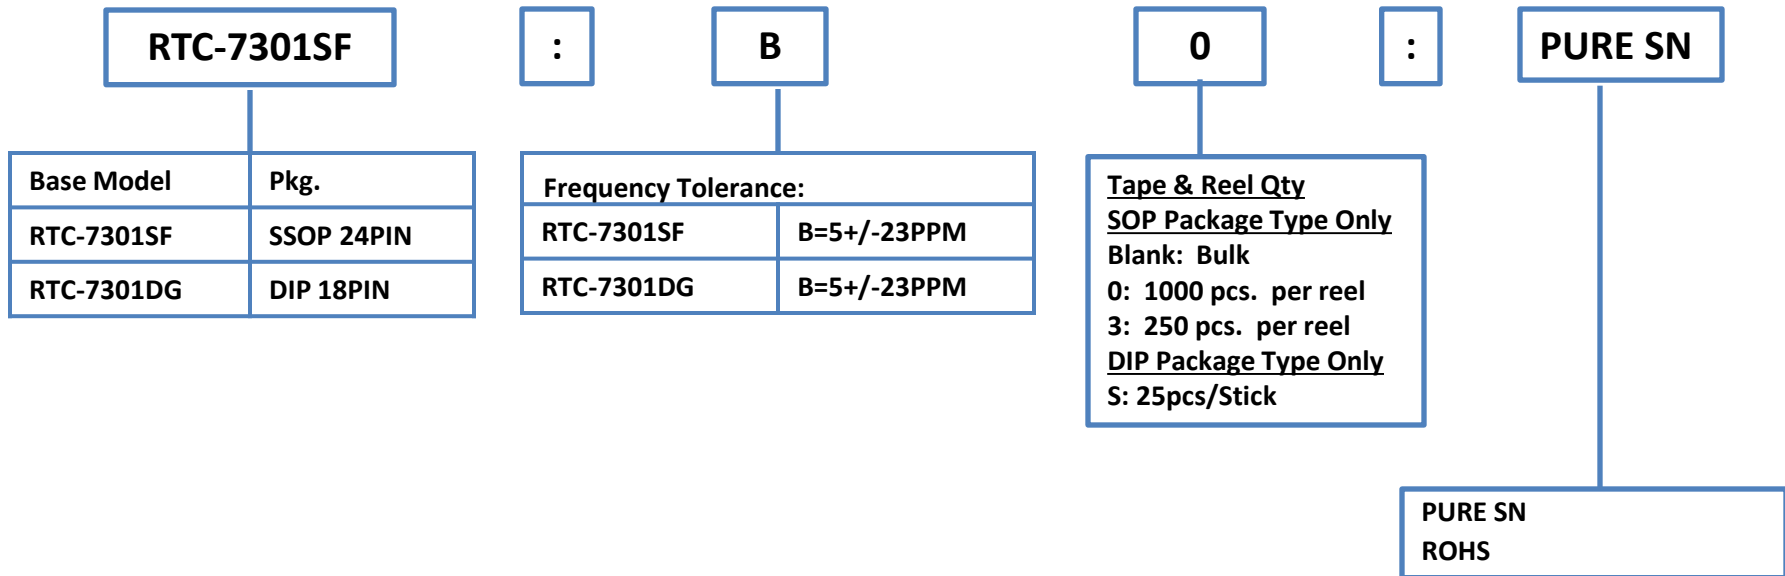 RTC-7301SF : B 0 : PURE SN
Base Model Pkg.
RTC-7301SF SSOP 24PIN
RTC-7301DG DIP 18PIN
Frequency Tolerance:
RTC-7301SF B=5+/-23PPM
RTC-7301DG B=5+/-23PPM
Tape & Reel Qty
SOP Package Type Only
Blank: Bulk
0: 1000 pcs. per reel
3: 250 pcs. per reel
DIP Package Type Only
S: 25pcs/Stick
PURE SN
ROHS